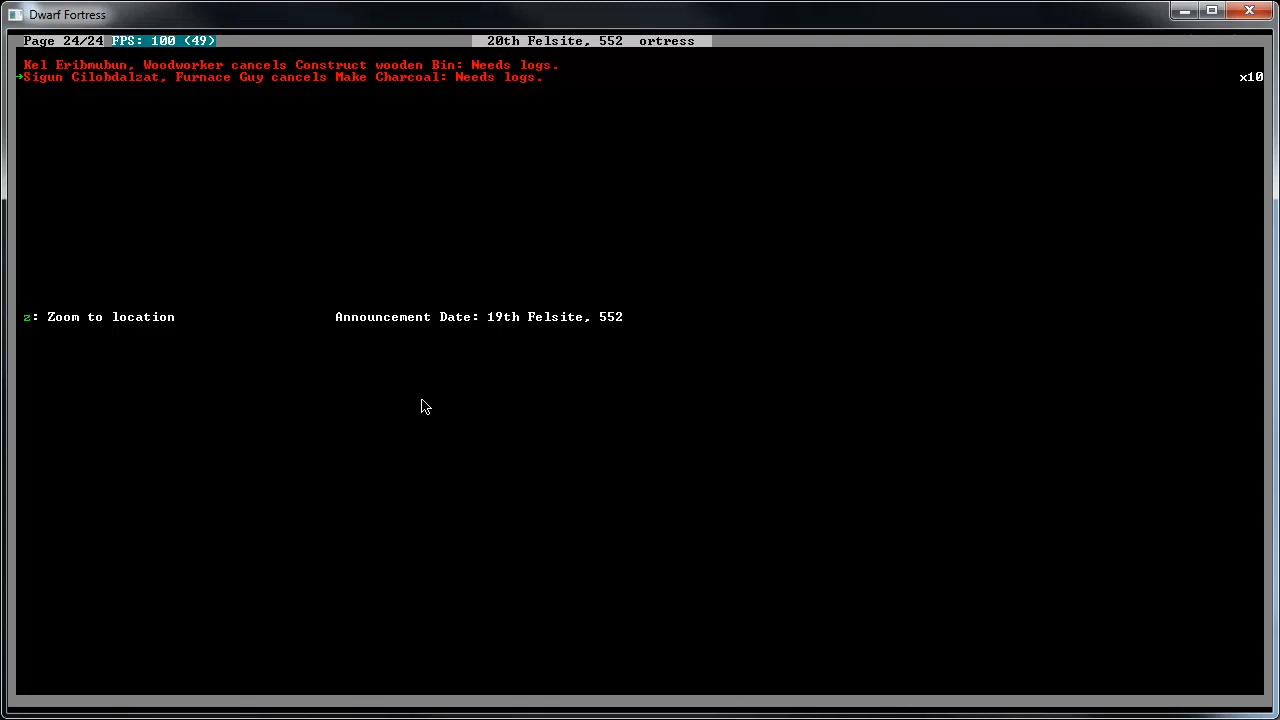 Dwarf Fortress
Page 24/24 FPS: 100 (49) 20th Felsite, 552 ortress
Kel Eribmubun, Woodworker cancels Construct wooden Bin: Needs logs.
→Sigun Cilobdalzat, Furnace Guy cancels Make Charcoal: Needs logs. x10
z: Zoom to location Announcement Date: 19th Felsite, 552